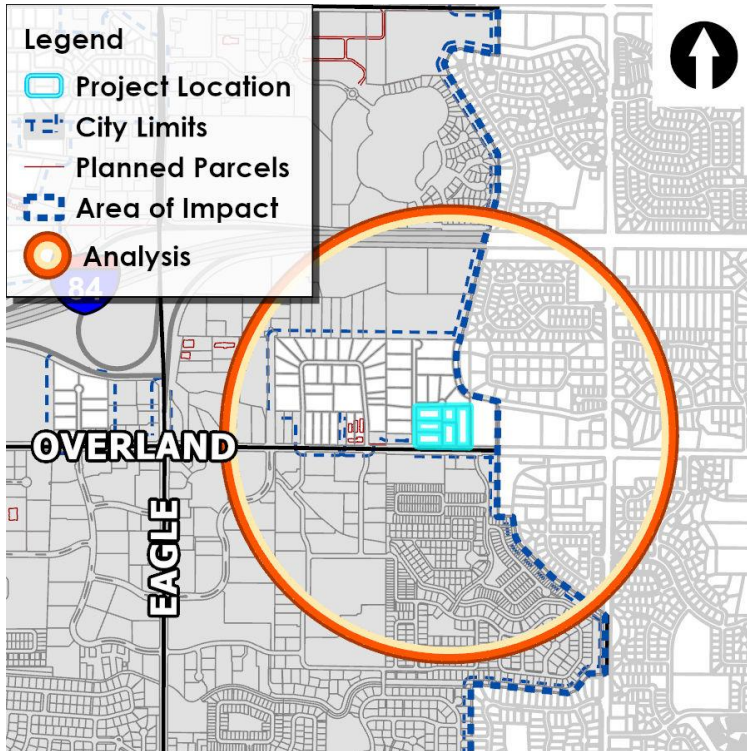 Legend
Project Location
City Limits
Planned Parcels
Area of Impact
Analysis
84
OVERLAND
EAGLE